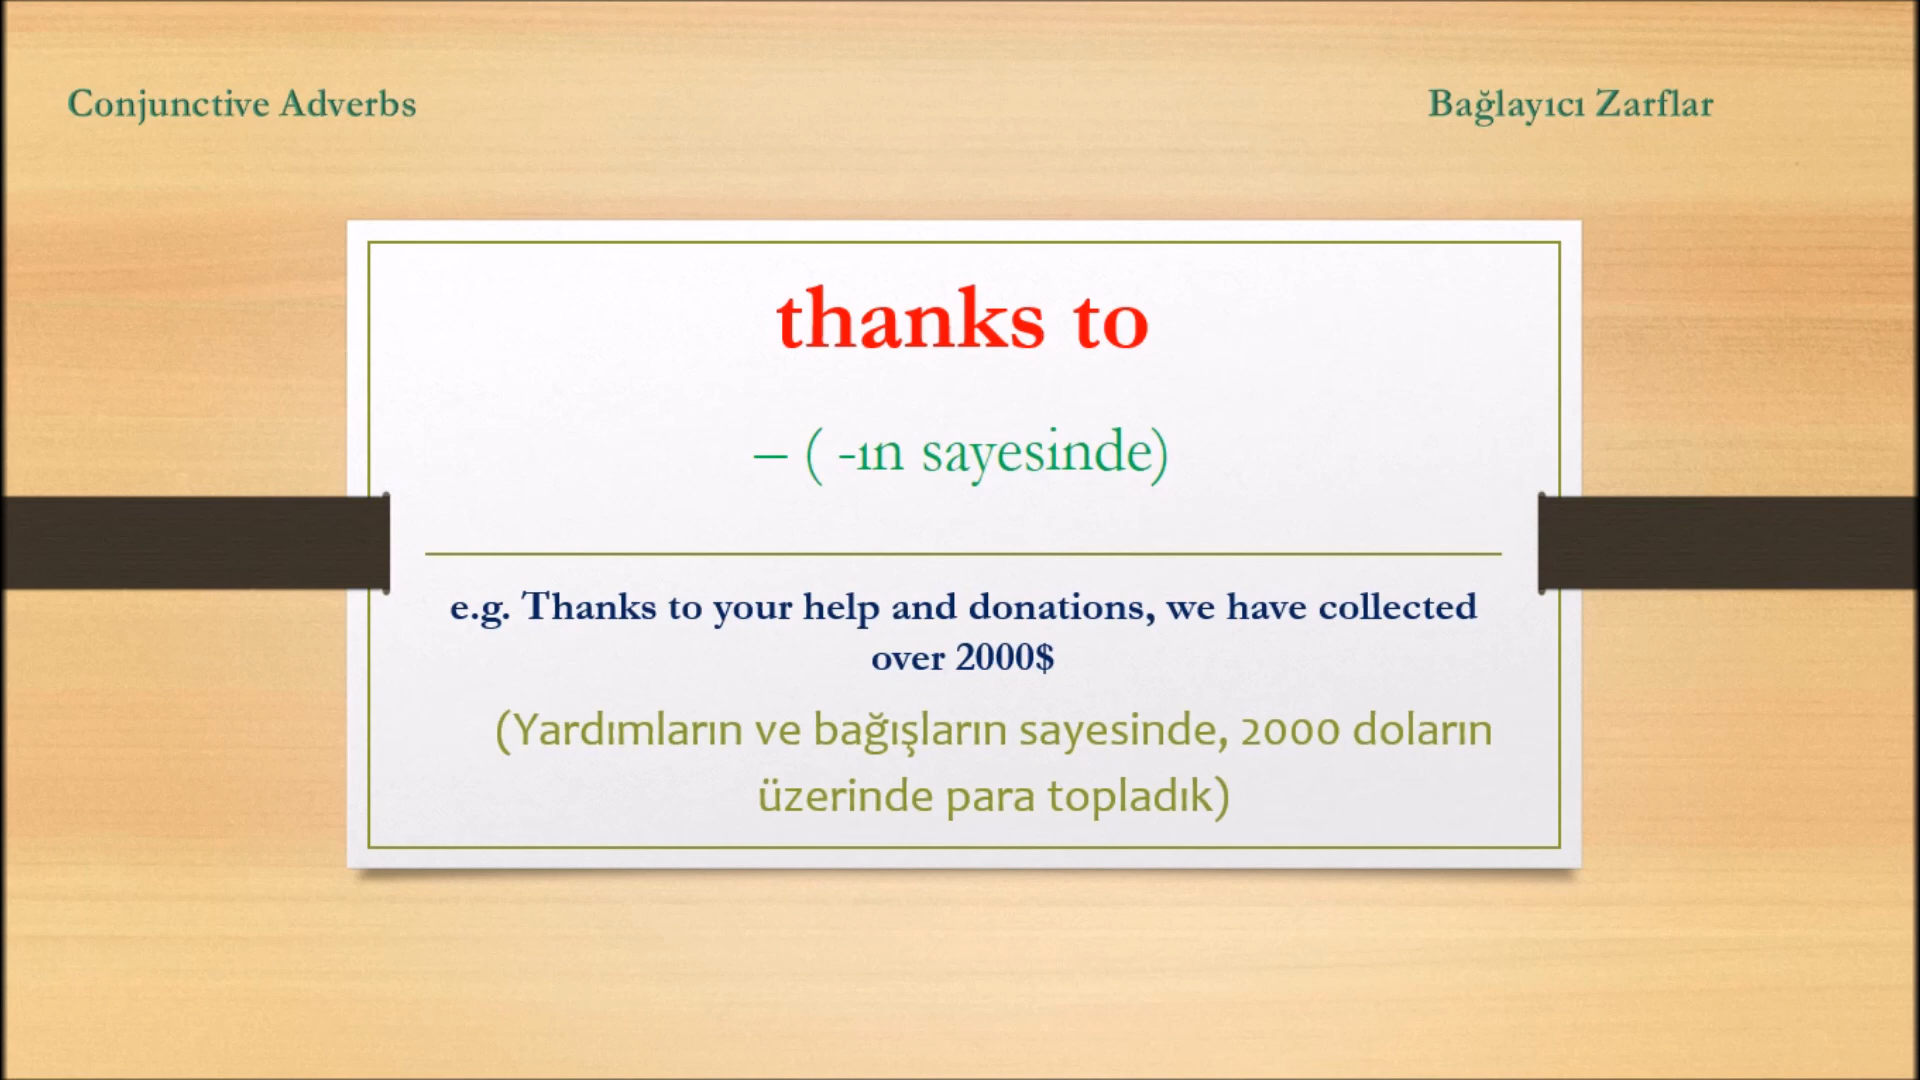 Conjunctive Adverbs
Bağlayıcı Zarflar
thanks to
– ( -ın sayesinde)
e.g. Thanks to your help and donations, we have collected
over 2000$
(Yardımların ve bağışların sayesinde, 2000 doların
üzerinde para topladık)